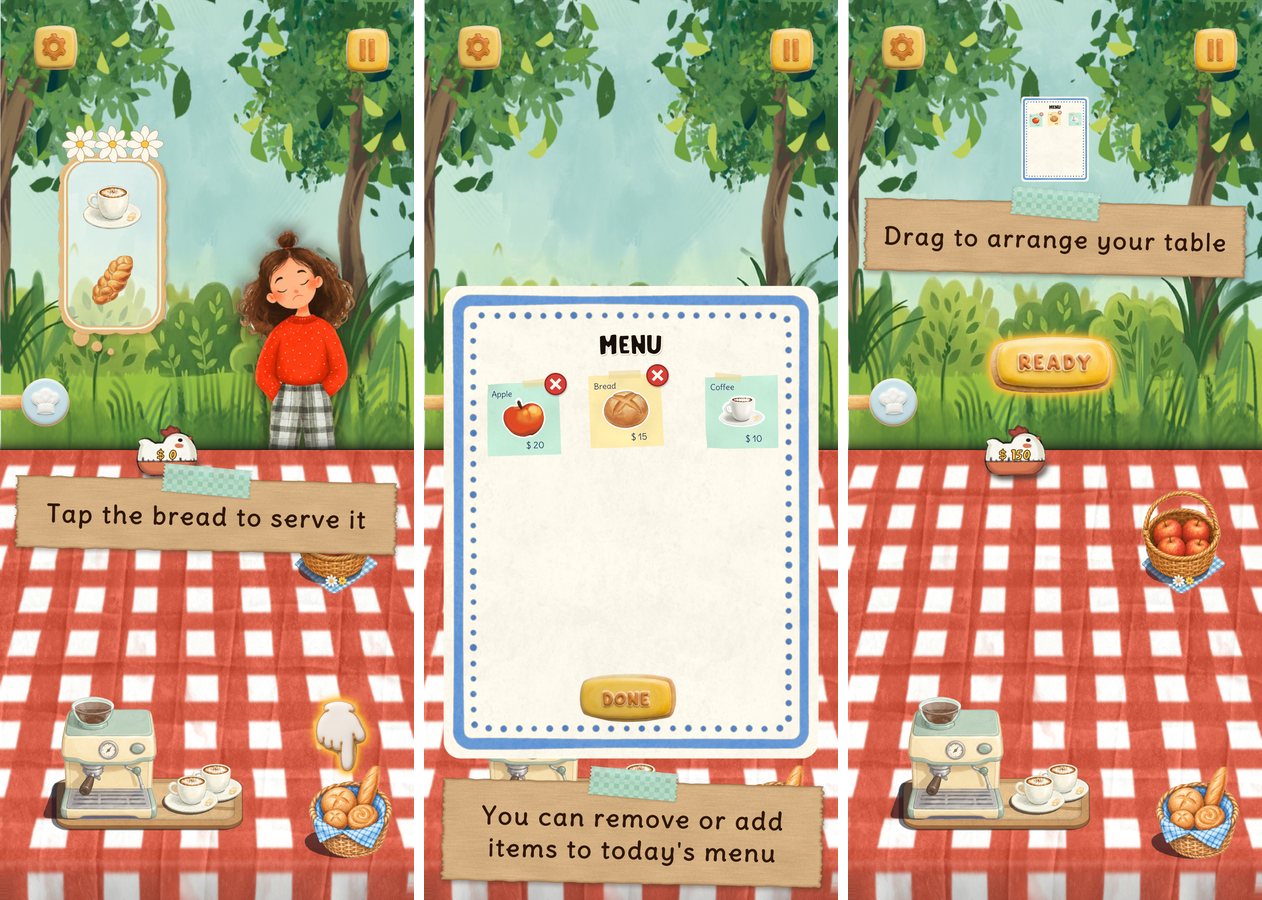 $ 0
Tap the bread to serve it
MENU
Apple
$ 20
Bread
$ 15
Coffee
$ 10
DONE
You can remove or add
items to today's menu
MENU
Drag to arrange your table
READY
$ 150